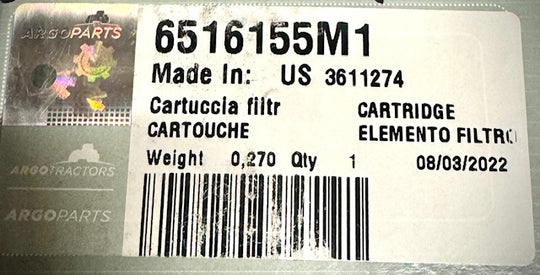 ARGOPARTS
6516155M1
Made In: US 3611274
Cartuccia filtr CARTRIDGE
CARTOUCHE ELEMENTO FILTRO
Weight 0,270 Qty 1 08/03/2022
ARGOTRACTORS
ARGOPARTS